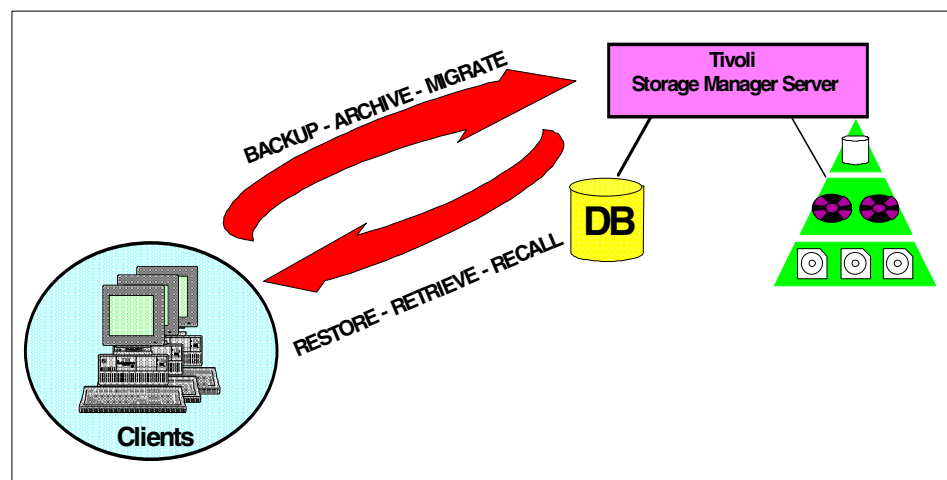 Tivoli
Storage Manager Server
BACKUP - ARCHIVE - MIGRATE
DB
RESTORE - RETRIEVE - RECALL
Clients